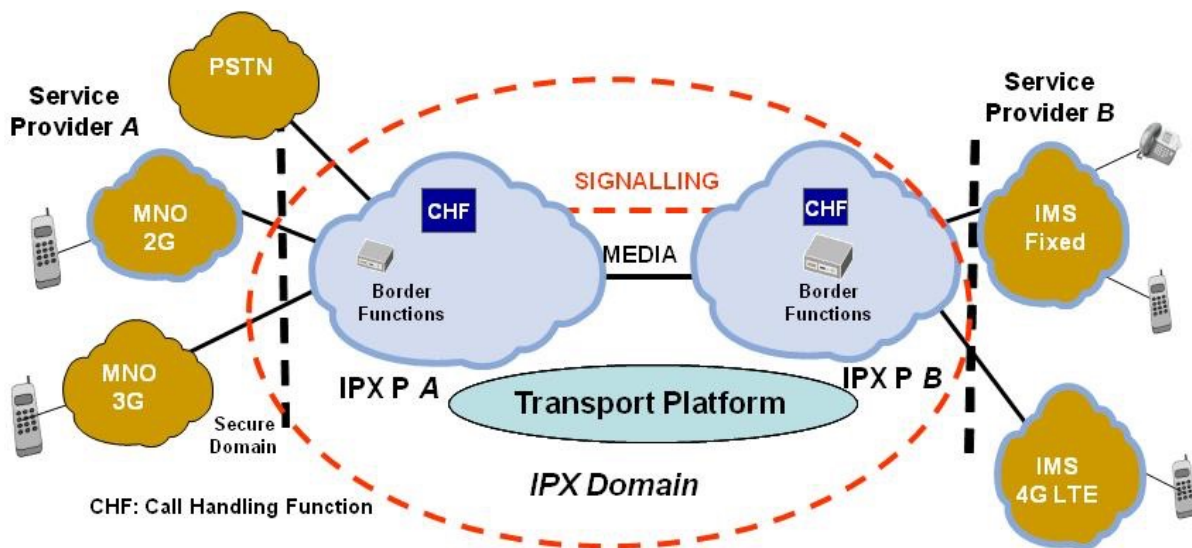 PSTN
Service
Provider A
MNO
2G
MNO
3G
Secure
Domain
CHF: Call Handling Function
CHF
Border
Functions
IPX P A
SIGNALLING
MEDIA
Transport Platform
IPX Domain
CHF
Border
Functions
IPX P B
Service
Provider B
IMS
Fixed
IMS
4G LTE